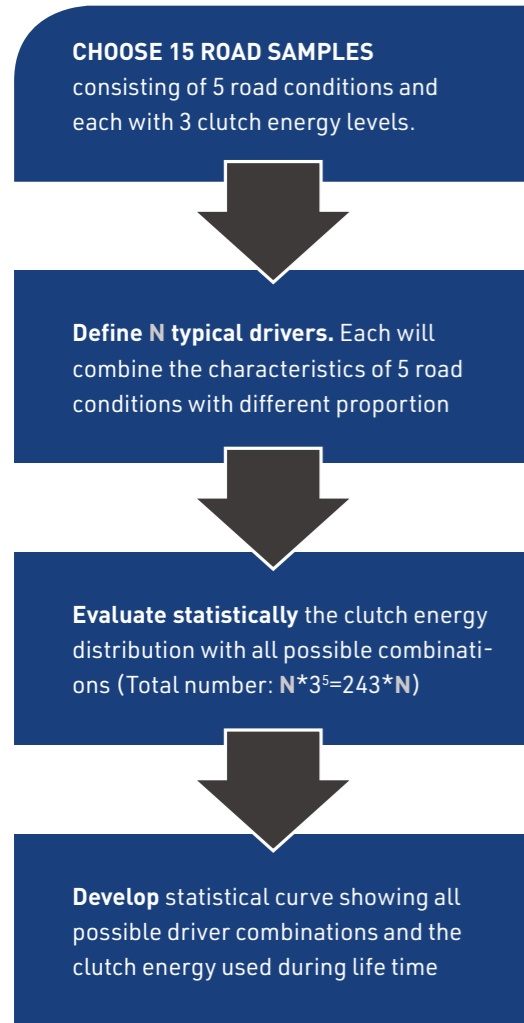 CHOOSE 15 ROAD SAMPLES
consisting of 5 road conditions and
each with 3 clutch energy levels.
Define N typical drivers. Each will
combine the characteristics of 5 road
conditions with different proportion
Evaluate statistically the clutch energy
distribution with all possible combinati-
ons (Total number: N*3⁵=243*N)
Develop statistical curve showing all
possible driver combinations and the
clutch energy used during life time